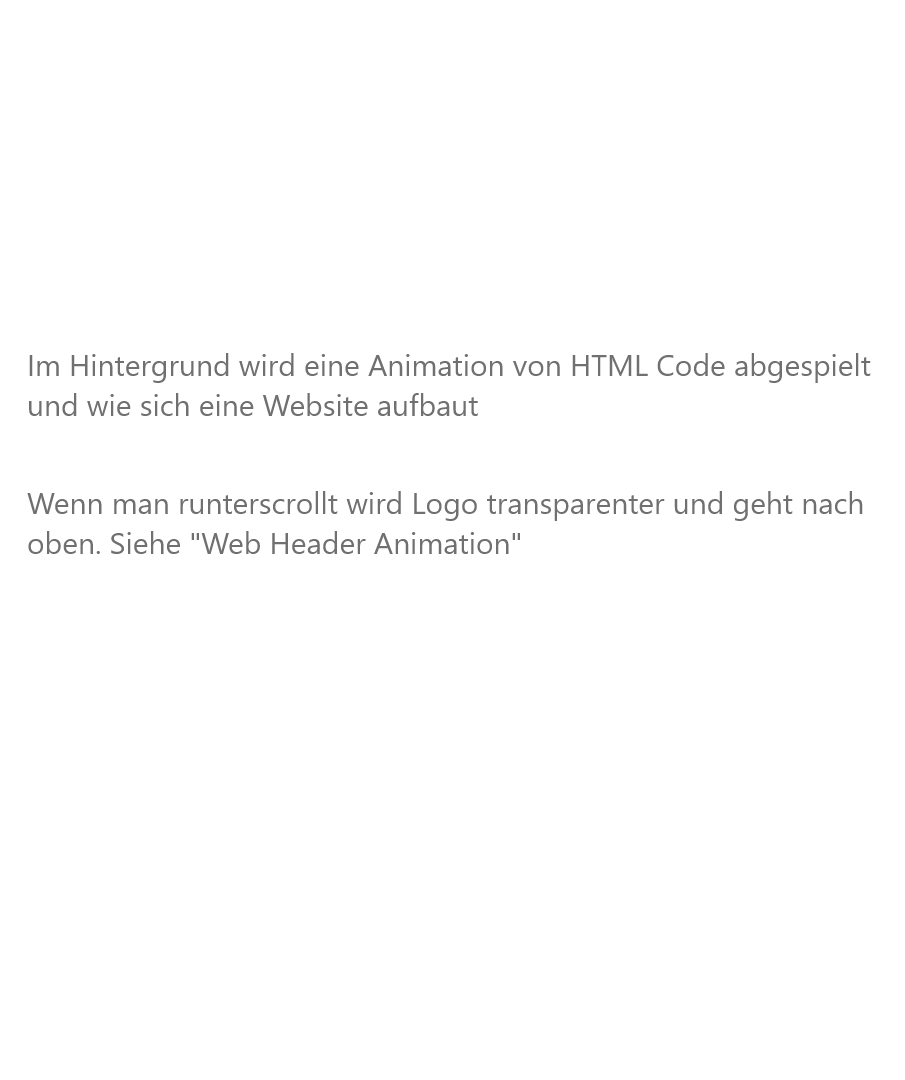 Im Hintergrund wird eine Animation von HTML Code abgespielt
und wie sich eine Website aufbaut
Wenn man runterscrollt wird Logo transparenter und geht nach
oben. Siehe "Web Header Animation"